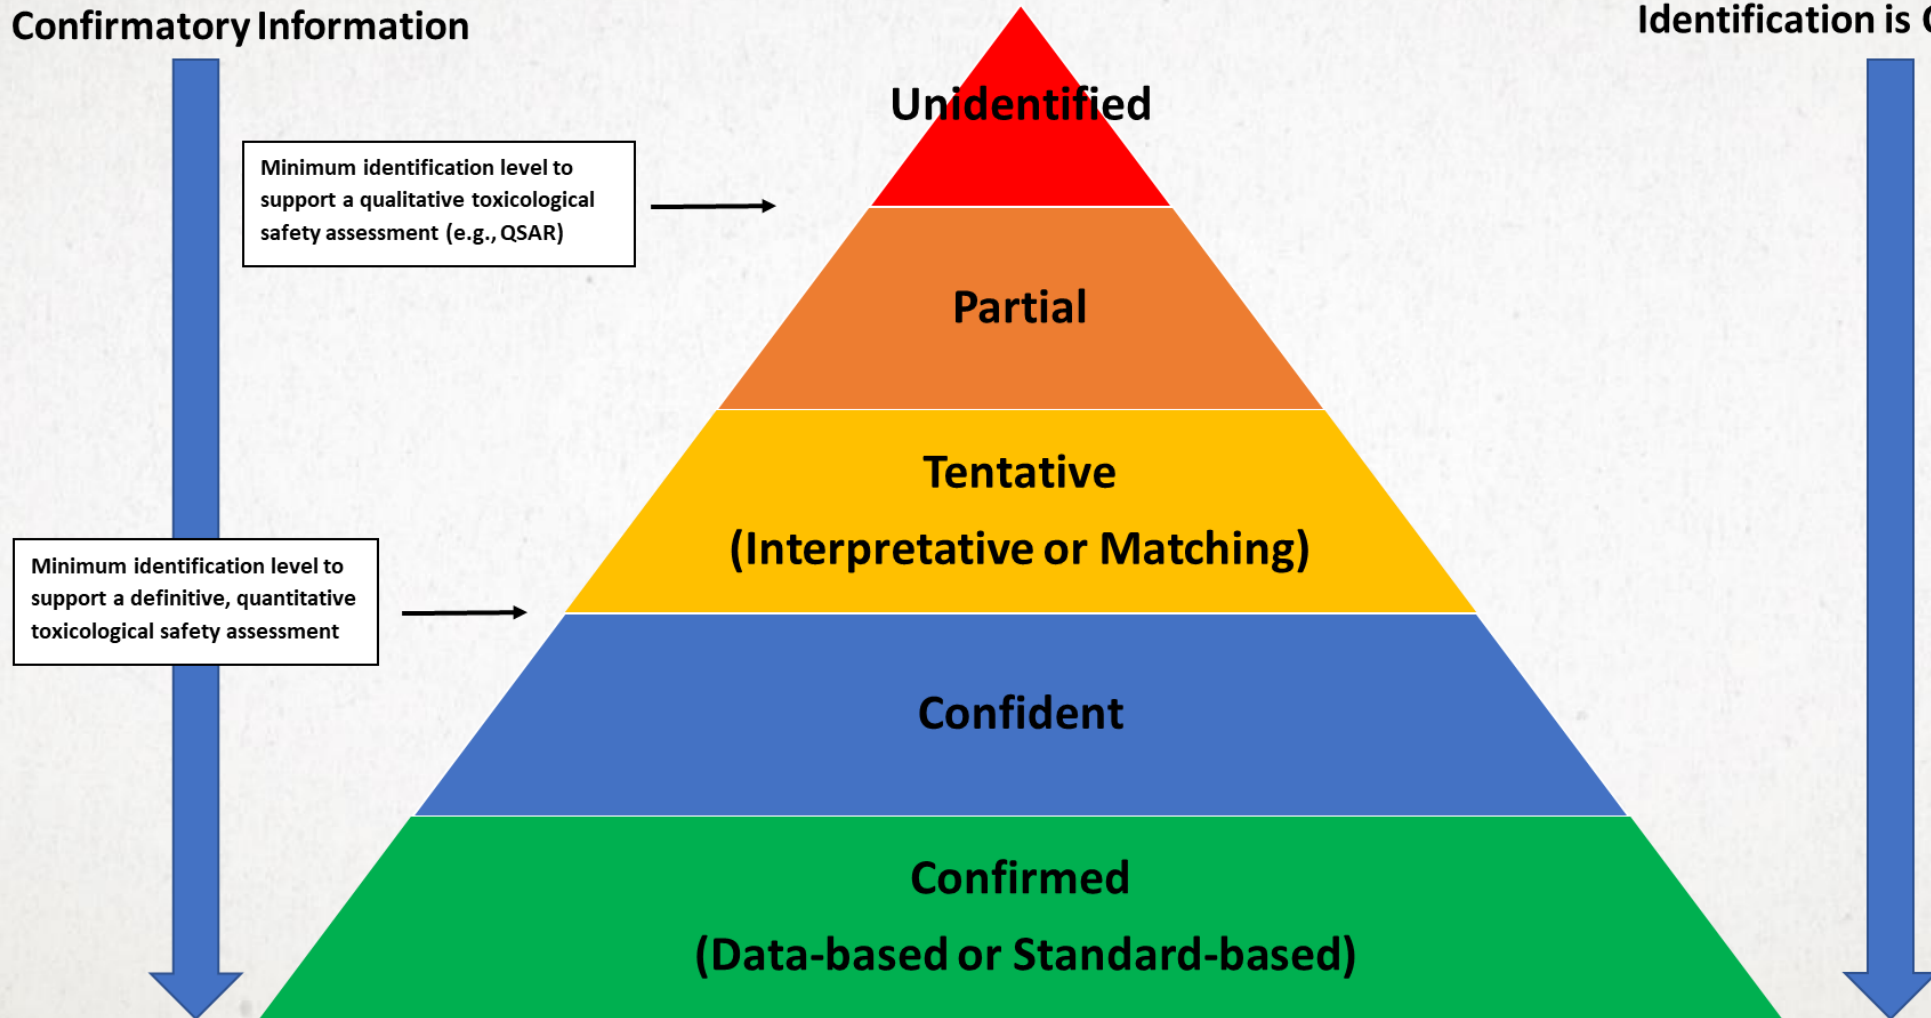 Confirmatory Information
Identification is
Unidentified
Minimum identification level to
support a qualitative toxicological
safety assessment (e.g., QSAR)
Partial
Tentative
(Interpretative or Matching)
Minimum identification level to
support a definitive, quantitative
toxicological safety assessment
Confident
Confirmed
(Data-based or Standard-based)